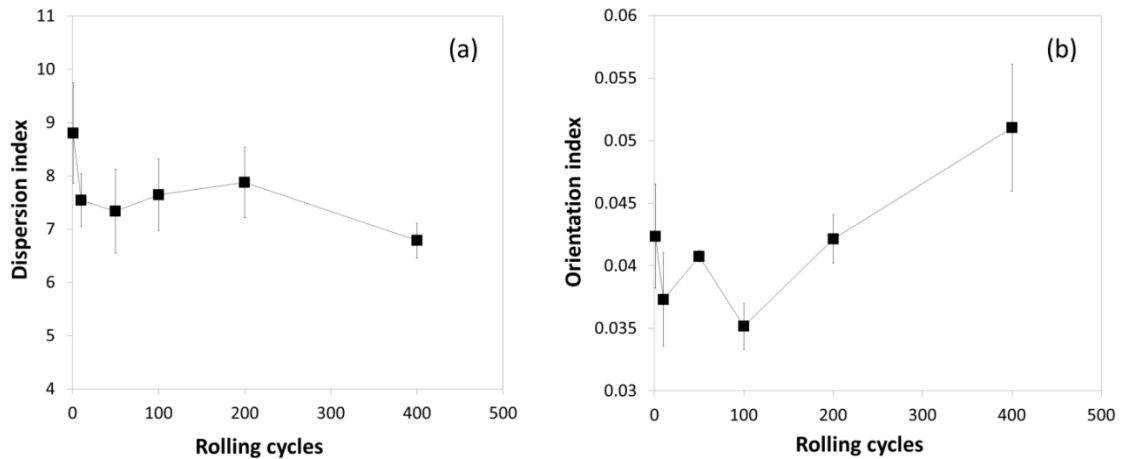 (a)
Dispersion index
11
10
9
8
7
6
5
4
0 100 200 300 400 500
Rolling cycles
(b)
Orientation index
0.06
0.055
0.05
0.045
0.04
0.035
0.03
0 100 200 300 400 500
Rolling cycles